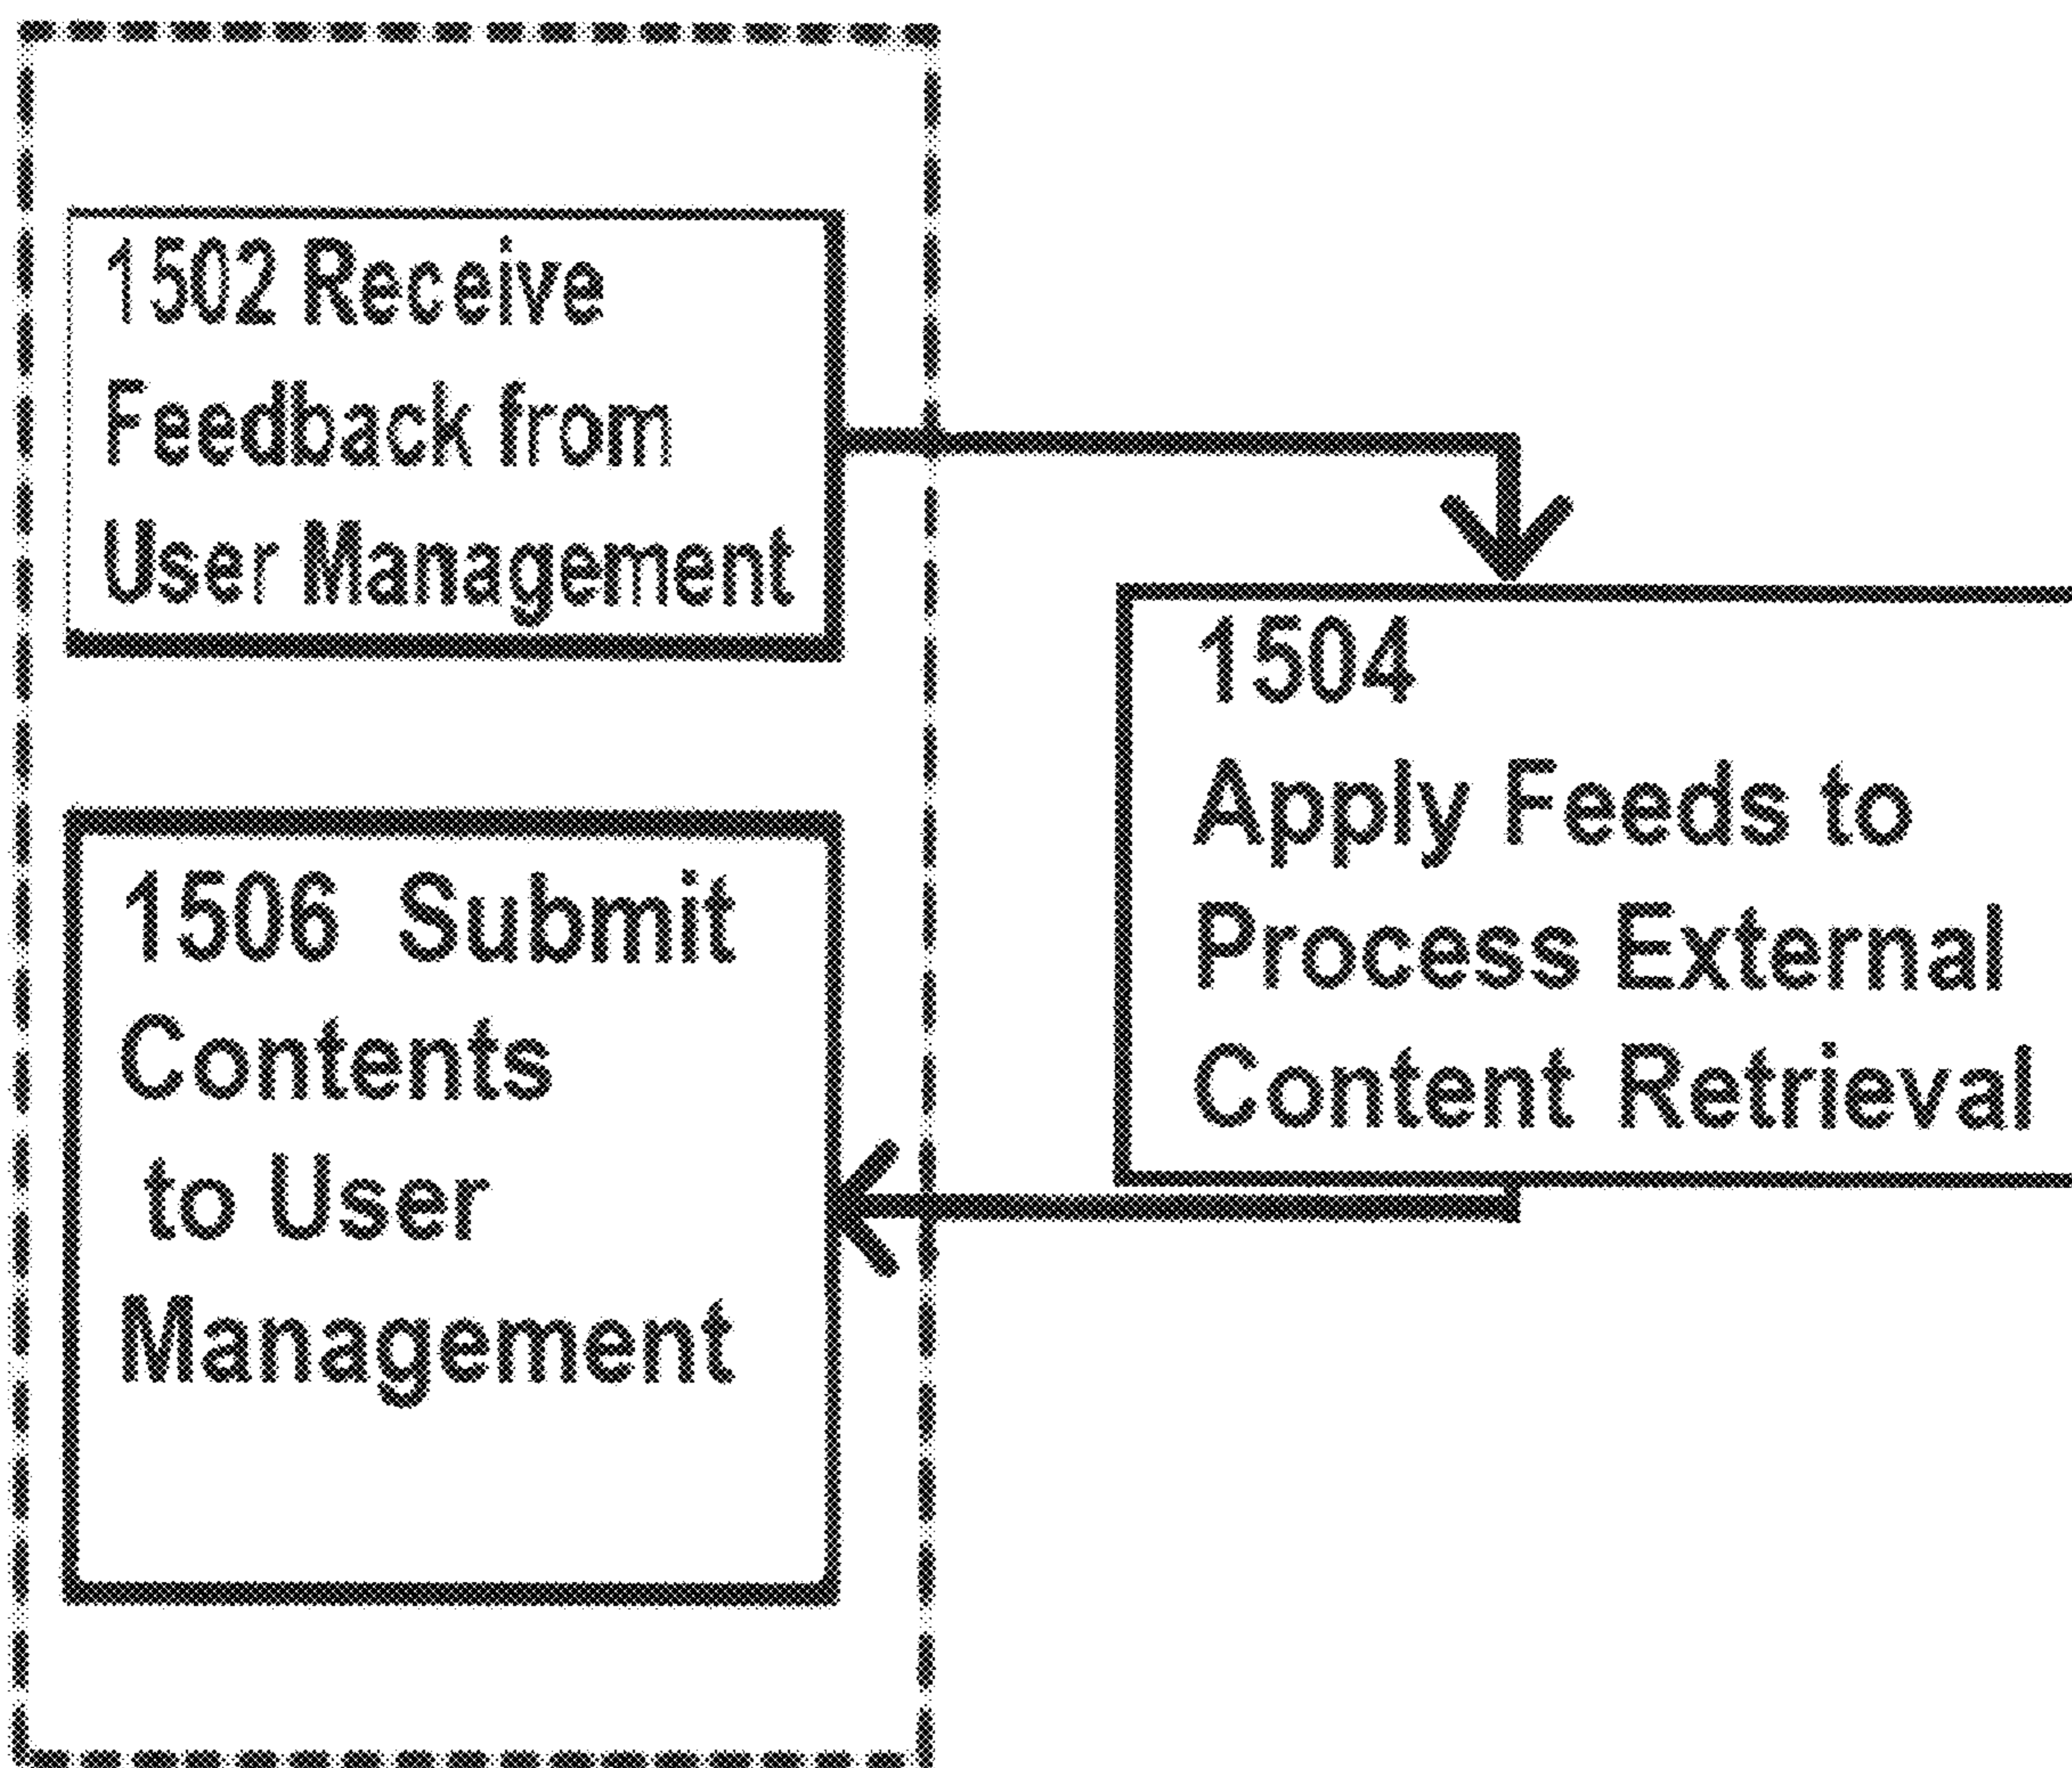 1502 Receive
Feedback from
User Management
1504
Apply Feeds to
Process External
Content Retrieval
1506 Submit
Contents
to User
Management